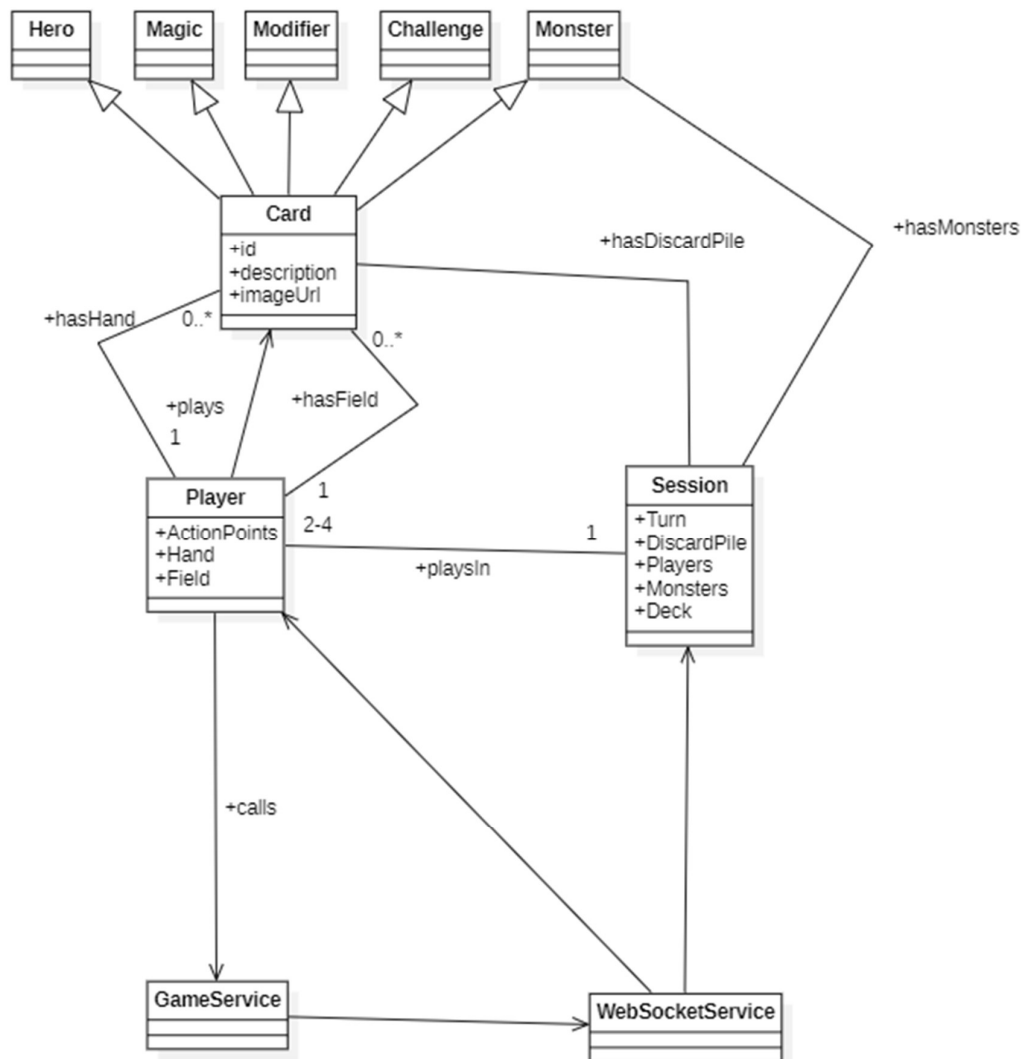 Hero
Magic
Modifier
Challenge
Monster
Card
+id
+description
+imageUrl
+hasDiscardPile
+hasMonsters
+hasHand
0..*
0..*
+plays
+hasField
1
1
Player
+ActionPoints
+Hand
+Field
2-4
1
+playsIn
Session
+Turn
+DiscardPile
+Players
+Monsters
+Deck
+calls
GameService
WebSocketService